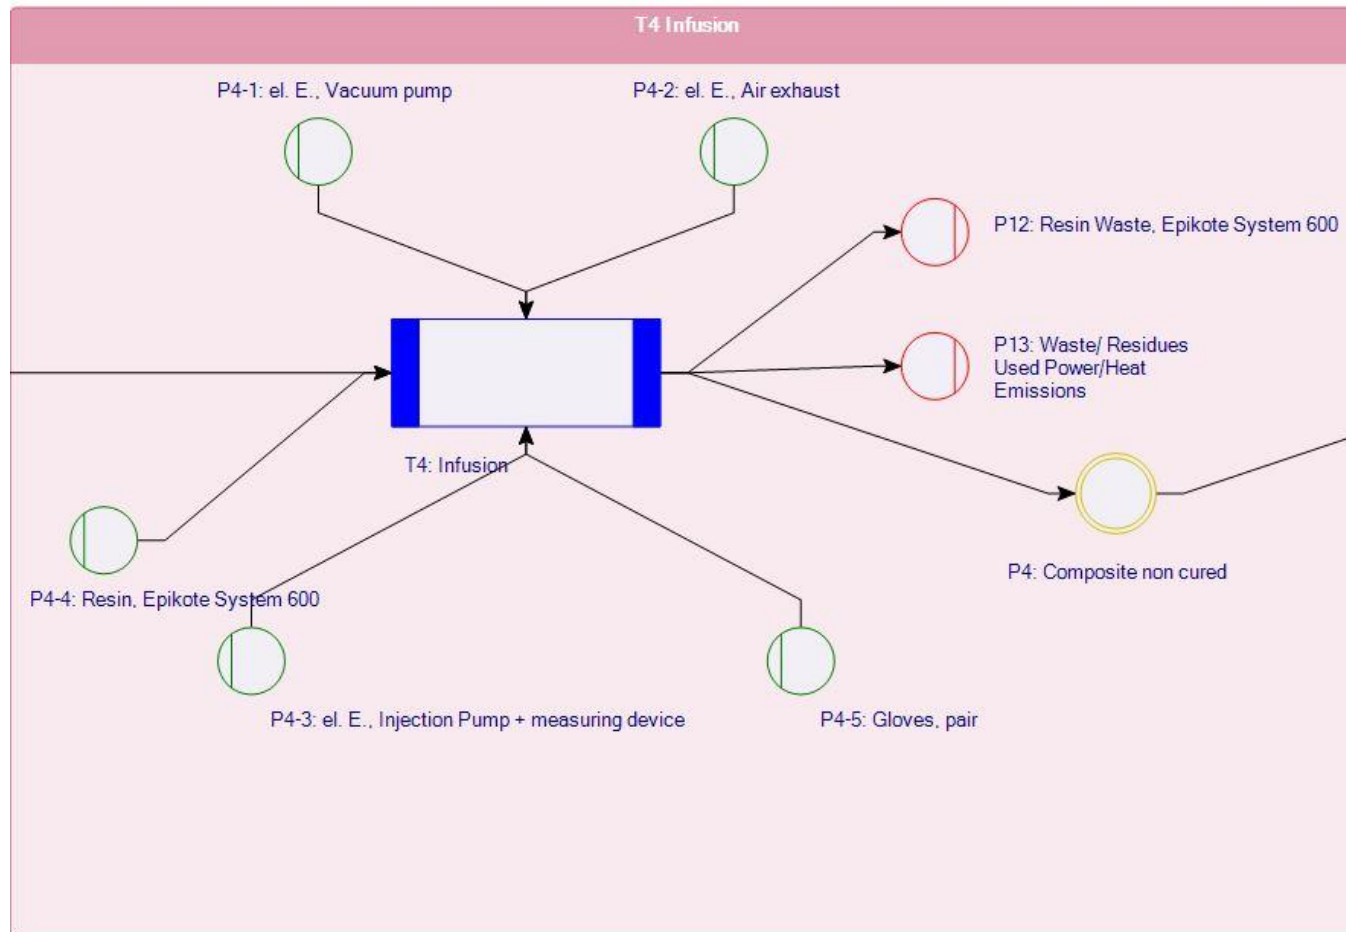 T4 Infusion
P4-1: el. E., Vacuum pump
P4-2: el. E., Air exhaust
P12: Resin Waste, Epikote System 600
P13: Waste/ Residues
Used Power/Heat
Emissions
T4: Infusion
P4: Composite non cured
P4-4: Resin, Epikote System 600
P4-3: el. E., Injection Pump + measuring device
P4-5: Gloves, pair